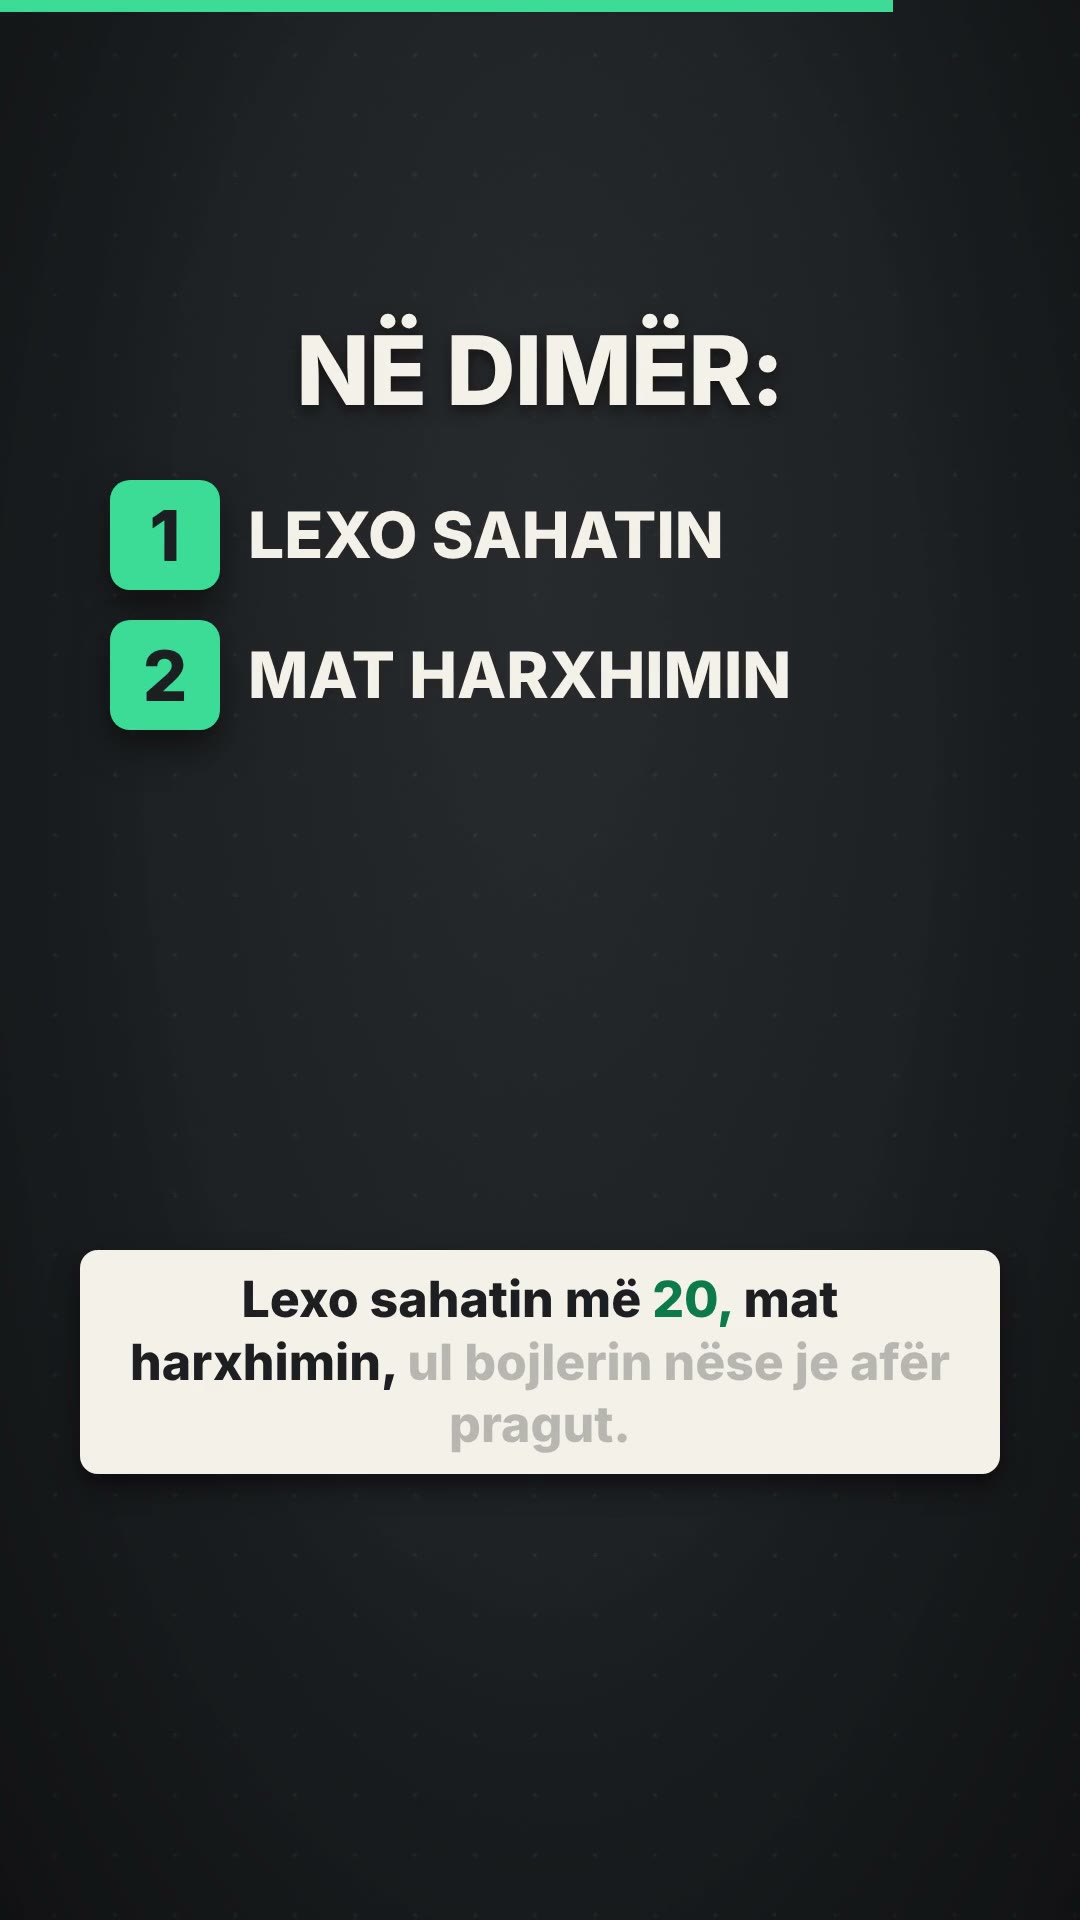 NË DIMËR:
1 LEXO SAHATIN
2 MAT HARXHIMIN
Lexo sahatin më 20, mat
harxhimin, ul bojlerin nëse je afër
pragut.